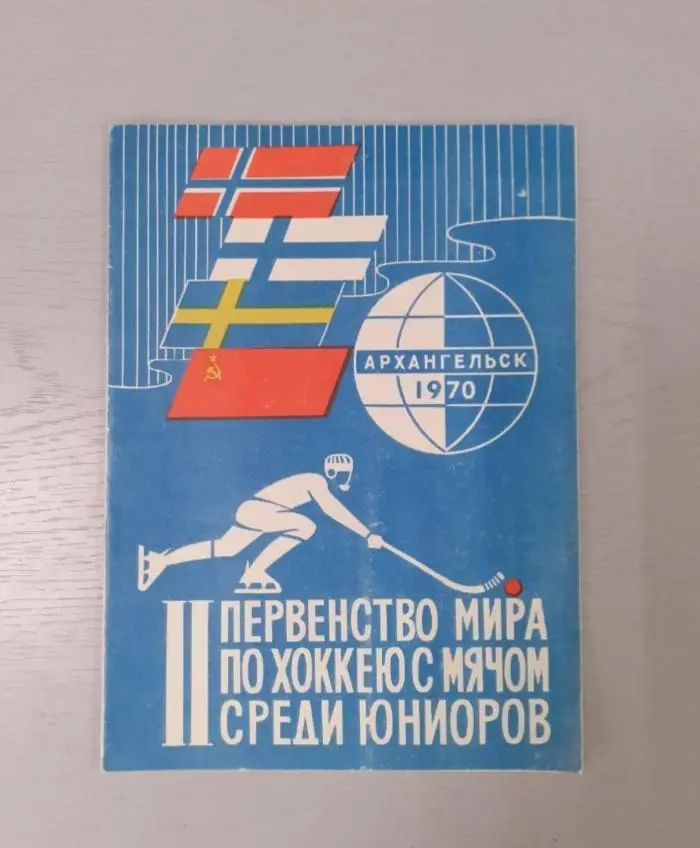 АРХАНГЕЛЬСК
1970
II ПЕРВЕНСТВО МИРА
ПО ХОККЕЮ С МЯЧОМ
СРЕДИ ЮНИОРОВ